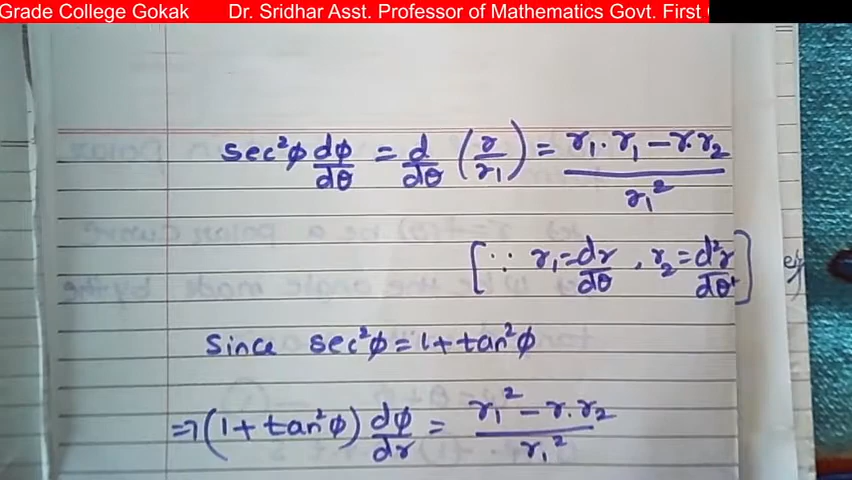 Grade College Gokak Dr. Sridhar Asst. Professor of Mathematics Govt. First
sec²φ dφ/dθ = d/dθ (r/r₁) = (r₁·r₁ − r·r₂)/r₁²
[∵ r₁ = dr/dθ, r₂ = d²r/dθ²]
Since sec²φ = 1 + tan²φ
⇒ (1 + tan²φ) dφ/dr = (r₁² − r·r₂)/r₁²